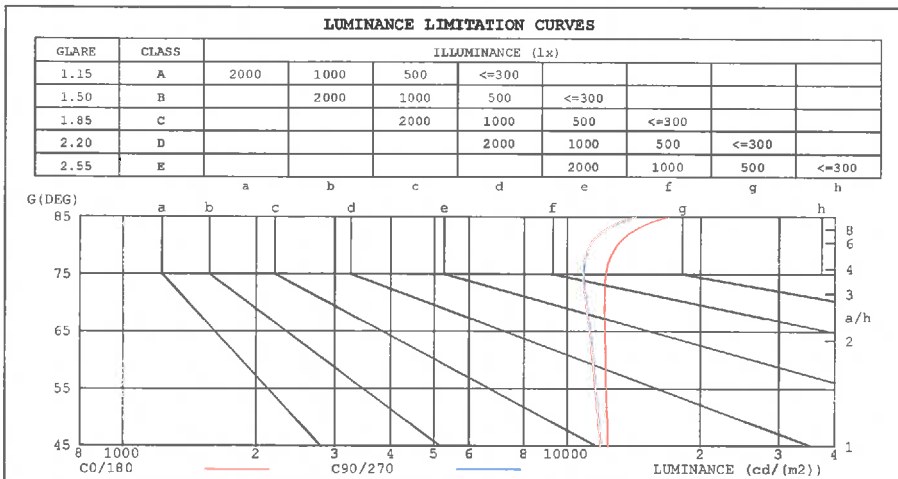 LUMINANCE LIMITATION CURVES
GLARE CLASS ILLUMINANCE (lx)
1.15 A 2000 1000 500 <=300
1.50 B 2000 1000 500 <=300
1.85 C 2000 1000 500 <=300
2.20 D 2000 1000 500 <=300
2.55 E 2000 1000 500 <=300
a b c d e f g h
G(DEG)
85 a b c d e f g h
8
6
75 4
3
a/h
65
2
55
45 1
8 1000 2 3 4 5 6 8 10000 2 3 4
C0/180 C90/270 LUMINANCE (cd/(m2))